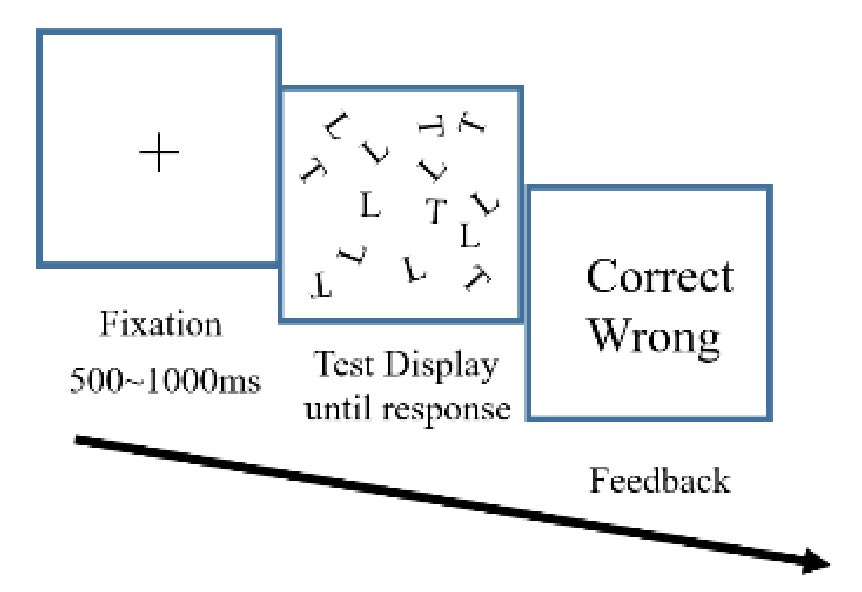 L T T
L
T L
L T L
L
L L
T T
Fixation
500~1000ms
Test Display
until response
Correct
Wrong
Feedback